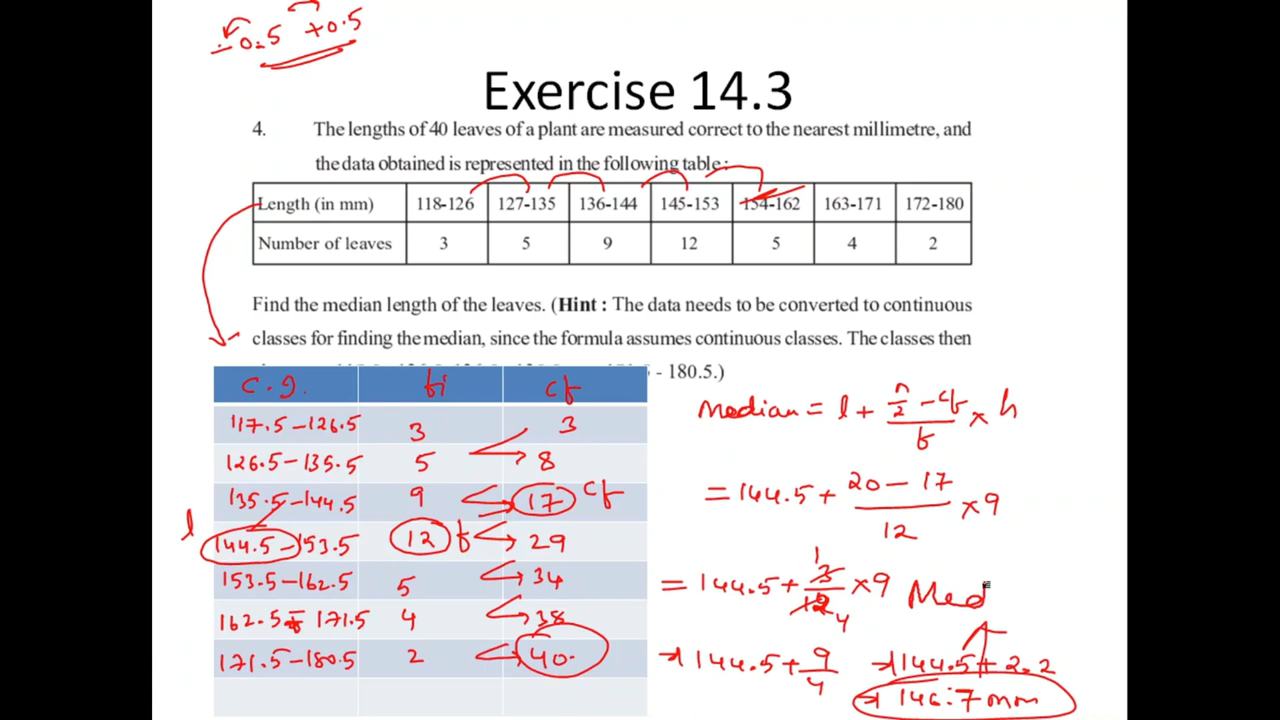 -0.5 +0.5
Exercise 14.3
4. The lengths of 40 leaves of a plant are measured correct to the nearest millimetre, and
the data obtained is represented in the following table :
Length (in mm) 118-126 127-135 136-144 145-153 154-162 163-171 172-180
Number of leaves 3 5 9 12 5 4 2
Find the median length of the leaves. (Hint : The data needs to be converted to continuous
classes for finding the median, since the formula assumes continuous classes. The classes then
- 180.5.)
C.I. fi cf
117.5-126.5 3 3
126.5-135.5 5 8
135.5-144.5 9 17 cf
l 144.5-153.5 12 f 29
153.5-162.5 5 34
162.5-171.5 4 38
171.5-180.5 2 40.
Median = l + (n/2 - cf)/f × h
= 144.5 + (20-17)/12 × 9
= 144.5 + 3/12 × 9
1
4
Med
→ 144.5 + 9/4
→ 144.5 + 2.2
→ 146.7 mm